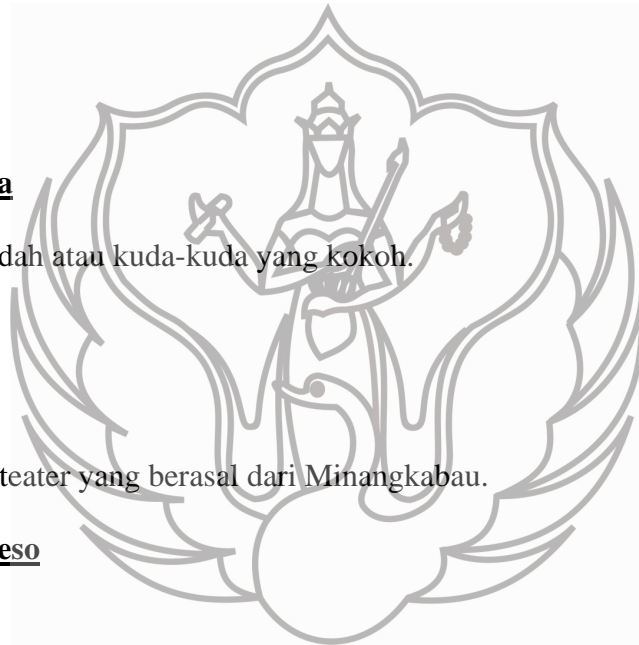 a
dah atau kuda-kuda yang kokoh.
teater yang berasal dari Minangkabau.
eso